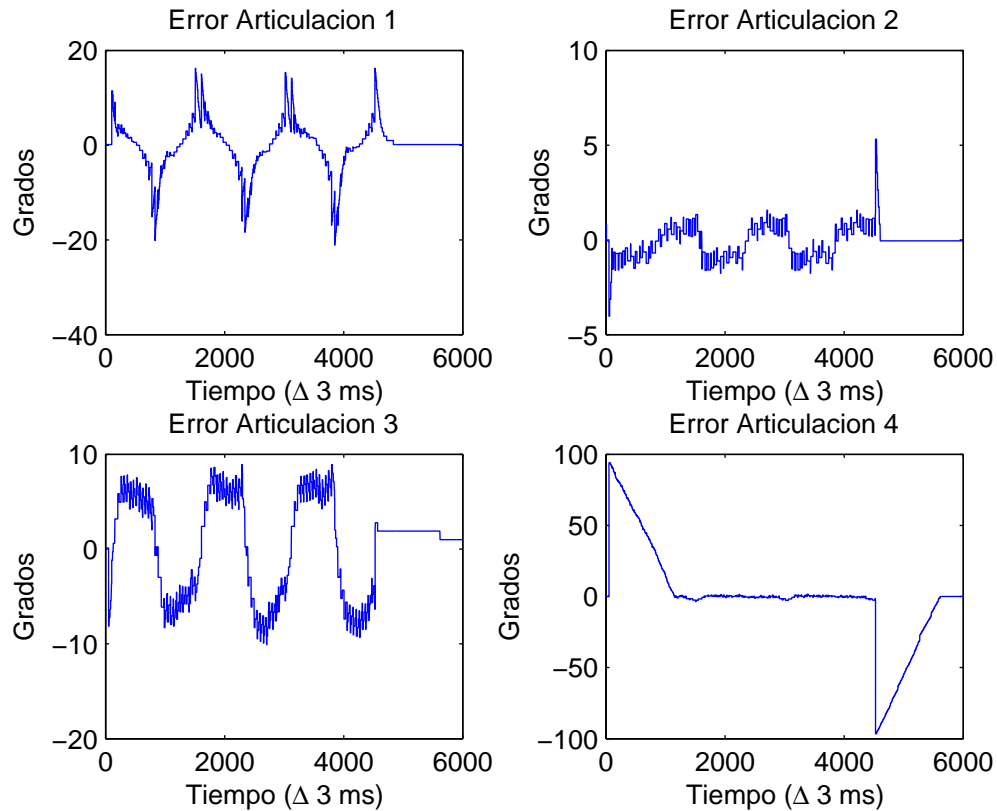 Error Articulacion 1
20
0
−20
−40
Grados
0 2000 4000 6000
Tiempo (Δ 3 ms)
Error Articulacion 2
10
5
0
−5
Grados
0 2000 4000 6000
Tiempo (Δ 3 ms)
Error Articulacion 3
10
0
−10
−20
Grados
0 2000 4000 6000
Tiempo (Δ 3 ms)
Error Articulacion 4
100
50
0
−50
−100
Grados
0 2000 4000 6000
Tiempo (Δ 3 ms)